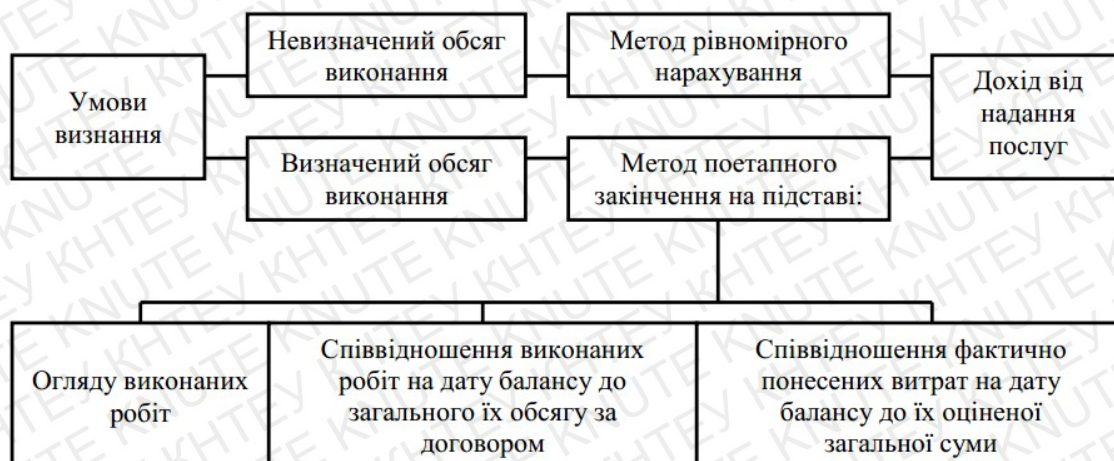 Умови
визнання
Невизначений обсяг
виконання
Метод рівномірного
нарахування
Визначений обсяг
виконання
Метод поетапного
закінчення на підставі:
Дохід від
надання
послуг
Огляду виконаних
робіт
Співвідношення виконаних
робіт на дату балансу до
загального їх обсягу за
договором
Співвідношення фактично
понесених витрат на дату
балансу до їх оціненої
загальної суми